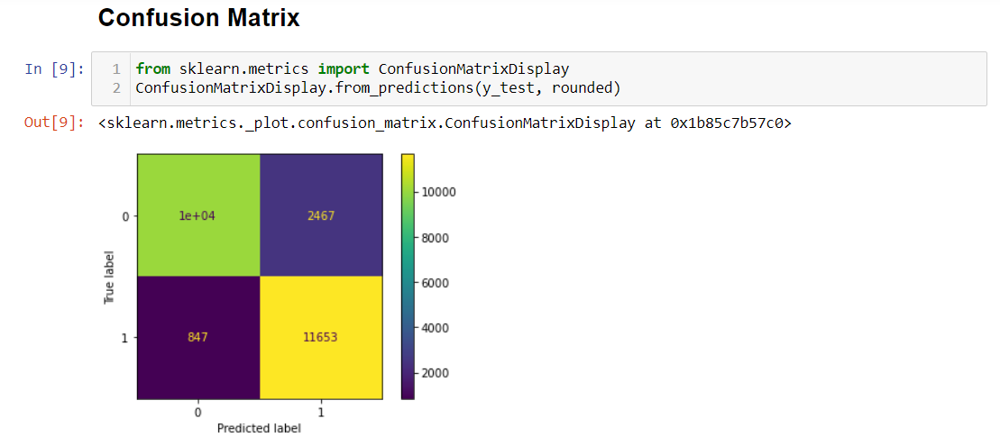 Confusion Matrix
In [9]:
1 from sklearn.metrics import ConfusionMatrixDisplay
2 ConfusionMatrixDisplay.from_predictions(y_test, rounded)
Out[9]: <sklearn.metrics._plot.confusion_matrix.ConfusionMatrixDisplay at 0x1b85c7b57c0>
0
1e+04
2467
1
847
11653
0
1
True label
Predicted label
10000
8000
6000
4000
2000